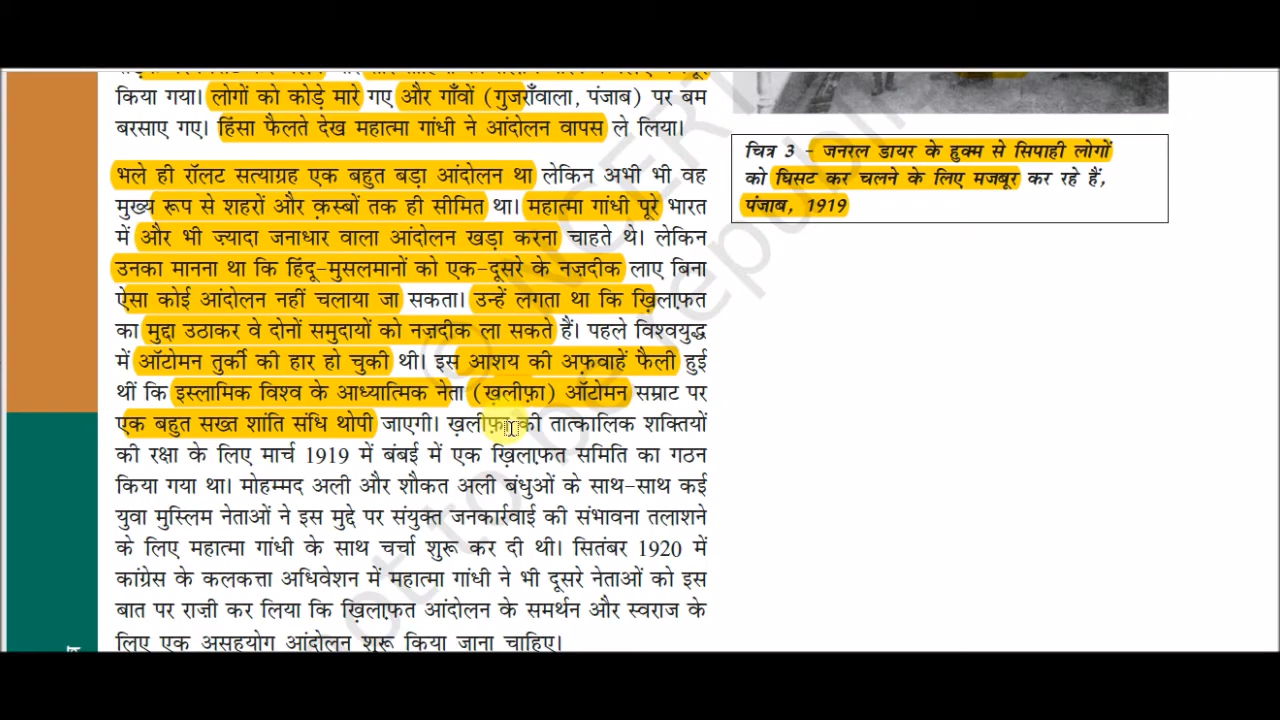 किया गया। लोगों को कोड़े मारे गए और गाँवों (गुजराँवाला, पंजाब) पर बम
बरसाए गए। हिंसा फैलते देख महात्मा गांधी ने आंदोलन वापस ले लिया।
भले ही रॉलट सत्याग्रह एक बहुत बड़ा आंदोलन था लेकिन अभी भी वह
मुख्य रूप से शहरों और क़स्बों तक ही सीमित था। महात्मा गांधी पूरे भारत
में और भी ज़्यादा जनाधार वाला आंदोलन खड़ा करना चाहते थे। लेकिन
उनका मानना था कि हिंदू-मुसलमानों को एक-दूसरे के नज़दीक लाए बिना
ऐसा कोई आंदोलन नहीं चलाया जा सकता। उन्हें लगता था कि ख़िलाफ़त
का मुद्दा उठाकर वे दोनों समुदायों को नज़दीक ला सकते हैं। पहले विश्वयुद्ध
में ऑटोमन तुर्की की हार हो चुकी थी। इस आशय की अफ़वाहें फैली हुई
थीं कि इस्लामिक विश्व के आध्यात्मिक नेता (ख़लीफ़ा) ऑटोमन सम्राट पर
एक बहुत सख्त शांति संधि थोपी जाएगी। ख़लीफ़ा की तात्कालिक शक्तियों
की रक्षा के लिए मार्च 1919 में बंबई में एक ख़िलाफ़त समिति का गठन
किया गया था। मोहम्मद अली और शौकत अली बंधुओं के साथ-साथ कई
युवा मुस्लिम नेताओं ने इस मुद्दे पर संयुक्त जनकार्रवाई की संभावना तलाशने
के लिए महात्मा गांधी के साथ चर्चा शुरू कर दी थी। सितंबर 1920 में
कांग्रेस के कलकत्ता अधिवेशन में महात्मा गांधी ने भी दूसरे नेताओं को इस
बात पर राज़ी कर लिया कि ख़िलाफ़त आंदोलन के समर्थन और स्वराज के
लिए एक असहयोग आंदोलन शुरू किया जाना चाहिए।
चित्र 3 – जनरल डायर के हुक्म से सिपाही लोगों
को घिसट कर चलने के लिए मजबूर कर रहे हैं,
पंजाब, 1919
© NCERT
not to be republi